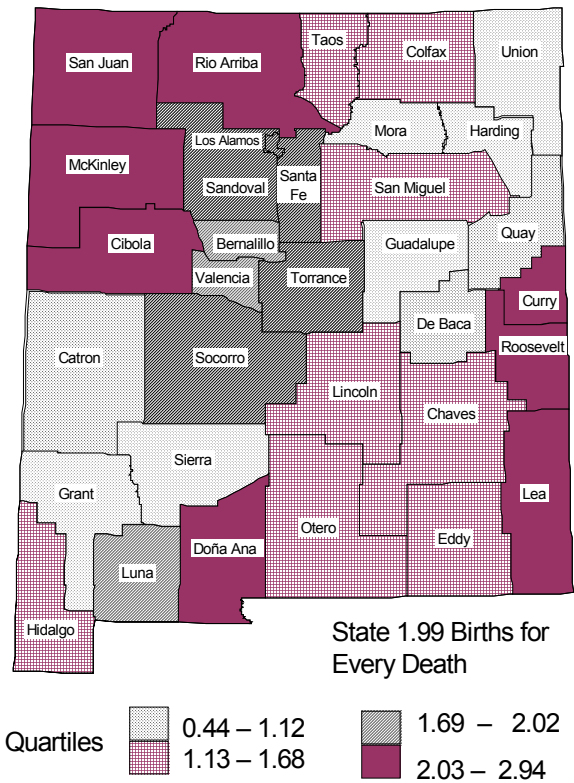 Taos
Colfax
Union
San Juan
Rio Arriba
Mora
Harding
Los Alamos
McKinley
Sandoval
Santa
Fe
San Miguel
Cibola
Bernalillo
Guadalupe
Quay
Valencia
Torrance
Curry
De Baca
Roosevelt
Catron
Socorro
Lincoln
Chaves
Sierra
Grant
Lea
Otero
Eddy
Doña Ana
Luna
Hidalgo
State 1.99 Births for
Every Death
Quartiles
0.44 – 1.12
1.13 – 1.68
1.69 – 2.02
2.03 – 2.94